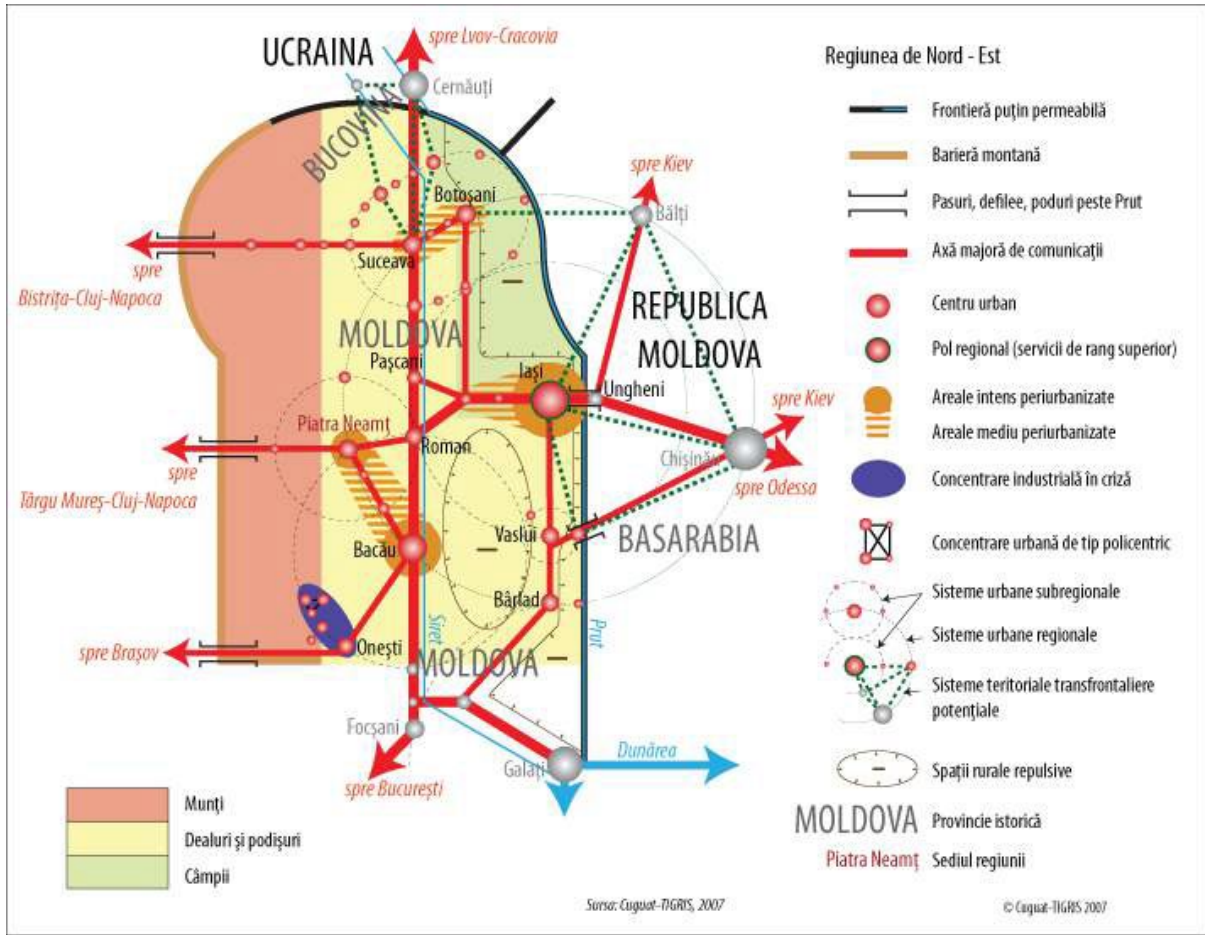 UCRAINA
spre Lvov-Cracovia
Cernăuți
BUCOVINA
spre Kiev
Botoșani
Bălți
Suceava
spre
Bistrița-Cluj-Napoca
REPUBLICA
MOLDOVA
MOLDOVA
Pașcani
Iași
Ungheni
spre Kiev
Piatra Neamț
Roman
Chișinău
spre
Târgu Mureș-Cluj-Napoca
spre Odessa
Vaslui
BASARABIA
Bacău
Bârlad
Siret
Prut
Onești
spre Brașov
MOLDOVA
Focșani
Dunărea
Galați
spre București
Munți
Dealuri și podișuri
Câmpii
Sursa: Cuguat-TIGRIS, 2007
Regiunea de Nord - Est
Frontieră puțin permeabilă
Barieră montană
Pasuri, defilee, poduri peste Prut
Axă majoră de comunicații
Centru urban
Pol regional (servicii de rang superior)
Areale intens periurbanizate
Areale mediu periurbanizate
Concentrare industrială în criză
Concentrare urbană de tip policentric
Sisteme urbane subregionale
Sisteme urbane regionale
Sisteme teritoriale transfrontaliere
potențiale
Spații rurale repulsive
MOLDOVA Provincie istorică
Piatra Neamț Sediul regiunii
© Cuguat-TIGRIS 2007